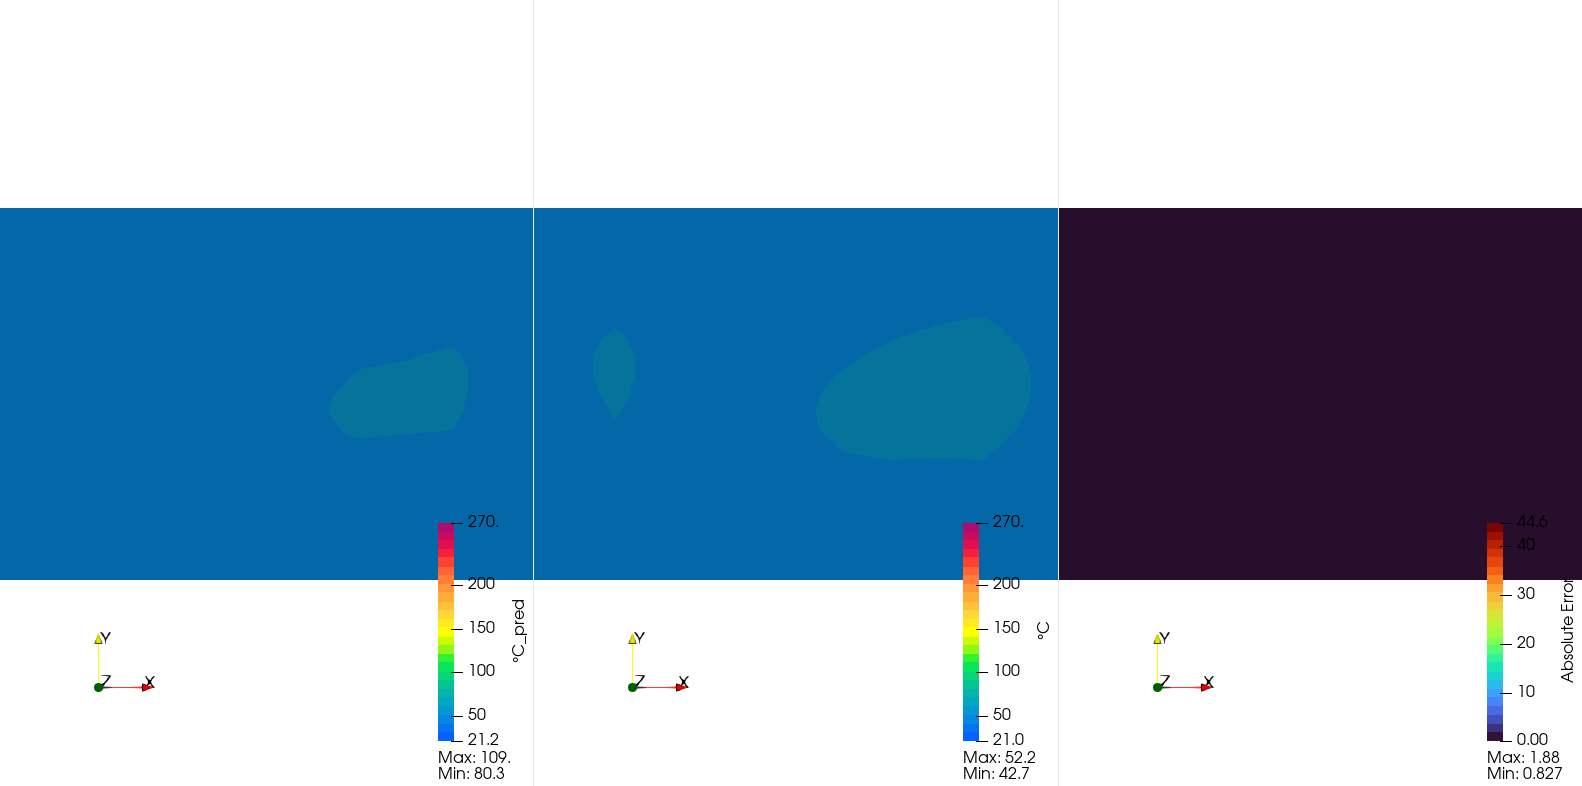 270.
200
150
100
50
21.2
°C_pred
Max: 109.
Min: 80.3
Y
Z
X
270.
200
150
100
50
21.0
°C
Max: 52.2
Min: 42.7
Y
Z
X
44.6
40
30
20
10
0.00
Absolute Error
Max: 1.88
Min: 0.827
Y
Z
X